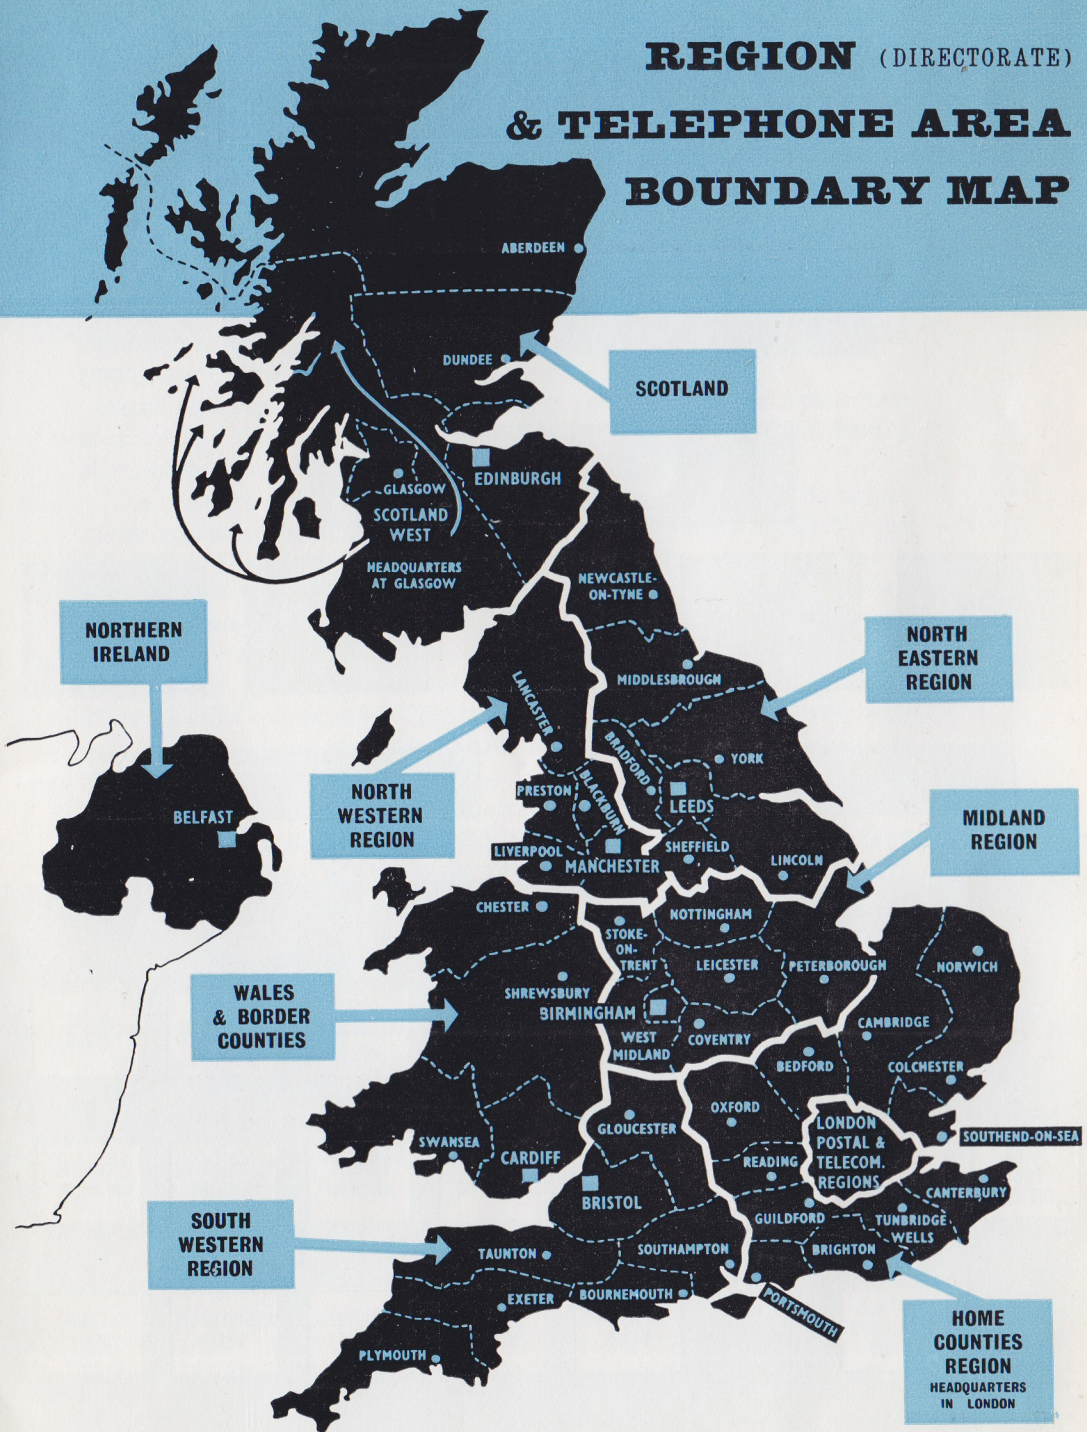 REGION (DIRECTORATE)
& TELEPHONE AREA
BOUNDARY MAP
ABERDEEN
DUNDEE
SCOTLAND
EDINBURGH
GLASGOW
SCOTLAND
WEST
HEADQUARTERS
AT GLASGOW
NEWCASTLE-
ON-TYNE
NORTHERN
IRELAND
NORTH
EASTERN
REGION
MIDDLESBROUGH
LANCASTER
BRADFORD
YORK
PRESTON
BLACKBURN
LEEDS
NORTH
WESTERN
REGION
BELFAST
MIDLAND
REGION
LIVERPOOL
MANCHESTER
SHEFFIELD
LINCOLN
CHESTER
NOTTINGHAM
STOKE-
ON-
TRENT
LEICESTER
PETERBOROUGH
NORWICH
SHREWSBURY
BIRMINGHAM
WALES
& BORDER
COUNTIES
WEST
MIDLAND
COVENTRY
CAMBRIDGE
BEDFORD
COLCHESTER
OXFORD
GLOUCESTER
LONDON
POSTAL &
TELECOM.
REGIONS
SOUTHEND-ON-SEA
SWANSEA
CARDIFF
READING
BRISTOL
CANTERBURY
GUILDFORD
TUNBRIDGE
WELLS
SOUTH
WESTERN
REGION
TAUNTON
SOUTHAMPTON
BRIGHTON
EXETER
BOURNEMOUTH
PORTSMOUTH
PLYMOUTH
HOME
COUNTIES
REGION
HEADQUARTERS
IN LONDON